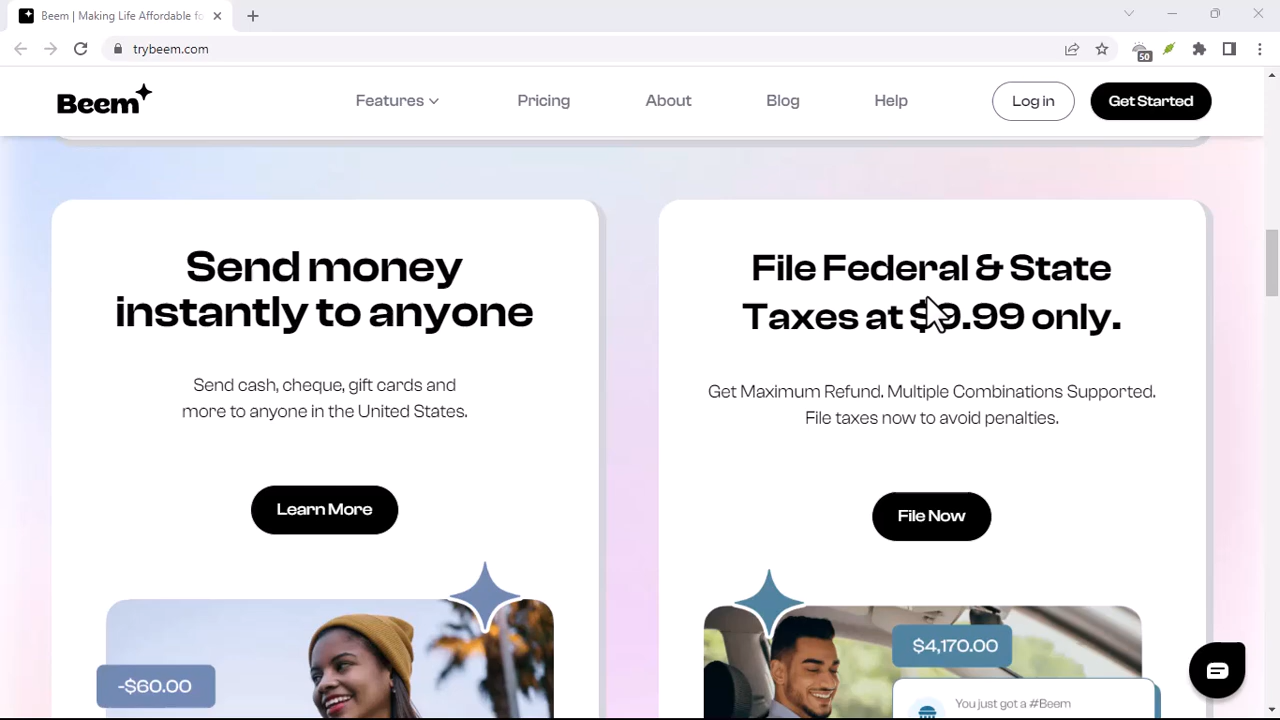 Beem | Making Life Affordable fo
trybeem.com
50
Beem
Features
Pricing
About
Blog
Help
Log in
Get Started
Send money
instantly to anyone
Send cash, cheque, gift cards and
more to anyone in the United States.
Learn More
-$60.00
File Federal & State
Taxes at $9.99 only.
Get Maximum Refund. Multiple Combinations Supported.
File taxes now to avoid penalties.
File Now
$4,170.00
You just got a #Beem